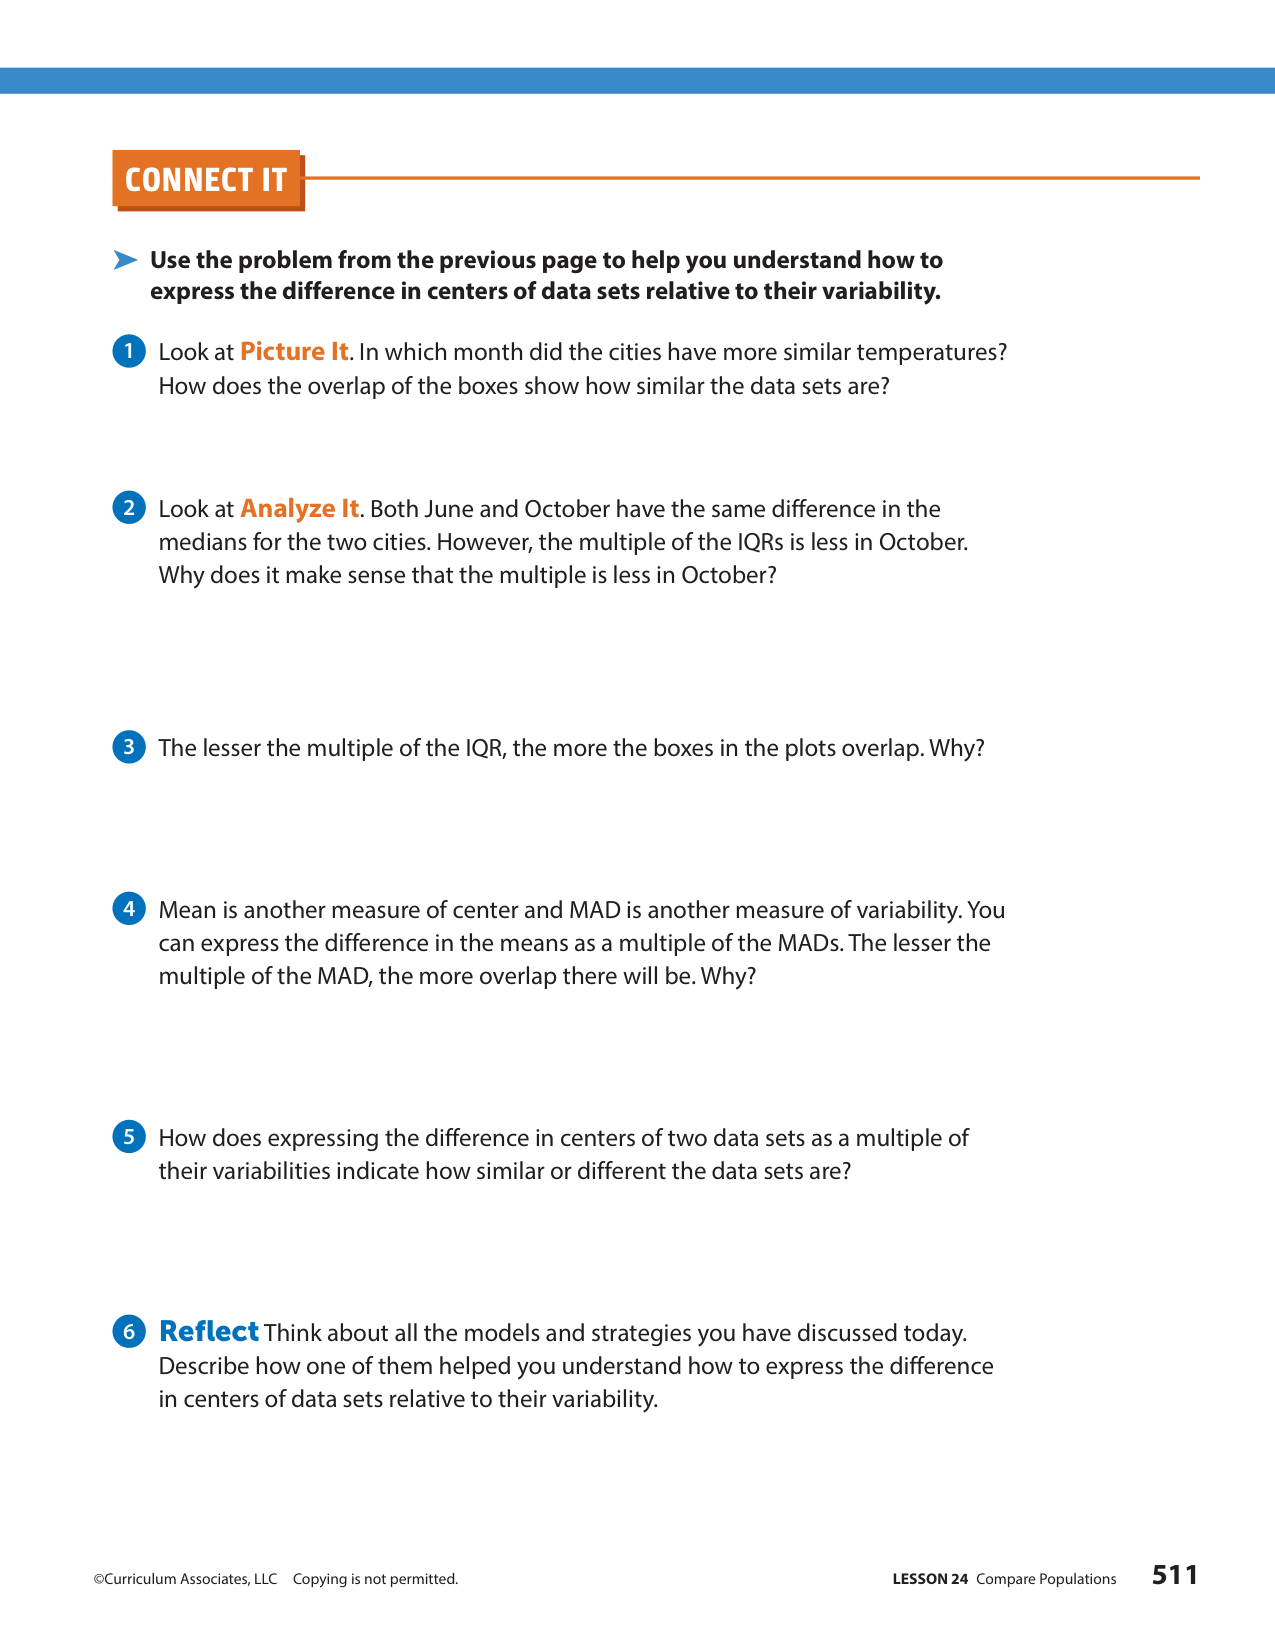 CONNECT IT
Use the problem from the previous page to help you understand how to
express the difference in centers of data sets relative to their variability.
1 Look at Picture It. In which month did the cities have more similar temperatures?
How does the overlap of the boxes show how similar the data sets are?
2 Look at Analyze It. Both June and October have the same difference in the
medians for the two cities. However, the multiple of the IQRs is less in October.
Why does it make sense that the multiple is less in October?
3 The lesser the multiple of the IQR, the more the boxes in the plots overlap. Why?
4 Mean is another measure of center and MAD is another measure of variability. You
can express the difference in the means as a multiple of the MADs. The lesser the
multiple of the MAD, the more overlap there will be. Why?
5 How does expressing the difference in centers of two data sets as a multiple of
their variabilities indicate how similar or different the data sets are?
6 Reflect Think about all the models and strategies you have discussed today.
Describe how one of them helped you understand how to express the difference
in centers of data sets relative to their variability.
©Curriculum Associates, LLC Copying is not permitted. LESSON 24 Compare Populations 511